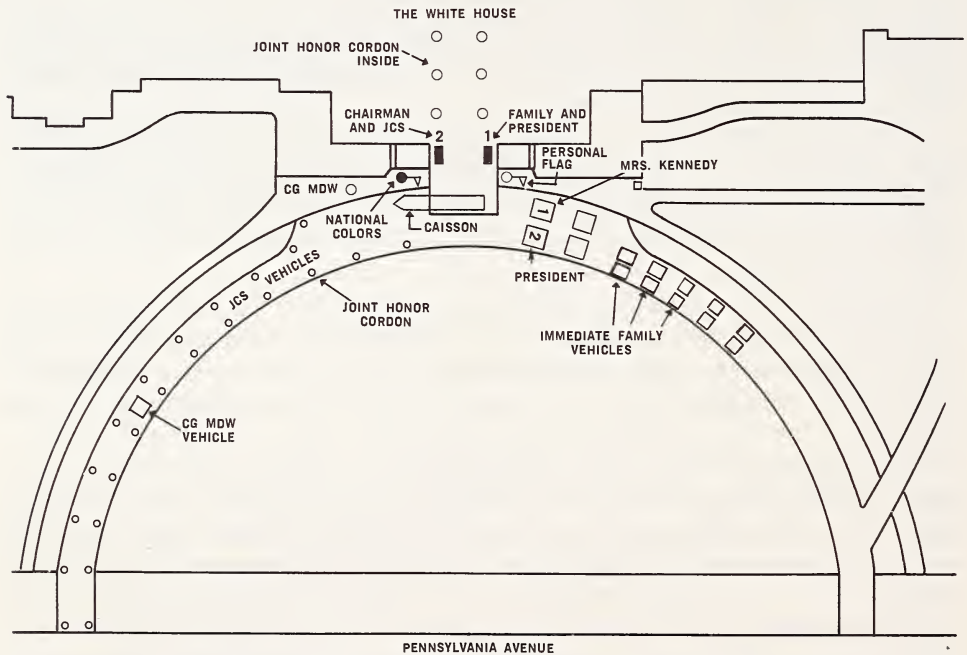 THE WHITE HOUSE
JOINT HONOR CORDON
INSIDE
CHAIRMAN
AND JCS
2
1
FAMILY AND
PRESIDENT
PERSONAL
FLAG
MRS. KENNEDY
CG MDW
NATIONAL
COLORS
CAISSON
1
2
PRESIDENT
JCS VEHICLES
JOINT HONOR
CORDON
IMMEDIATE FAMILY
VEHICLES
CG MDW
VEHICLE
PENNSYLVANIA AVENUE